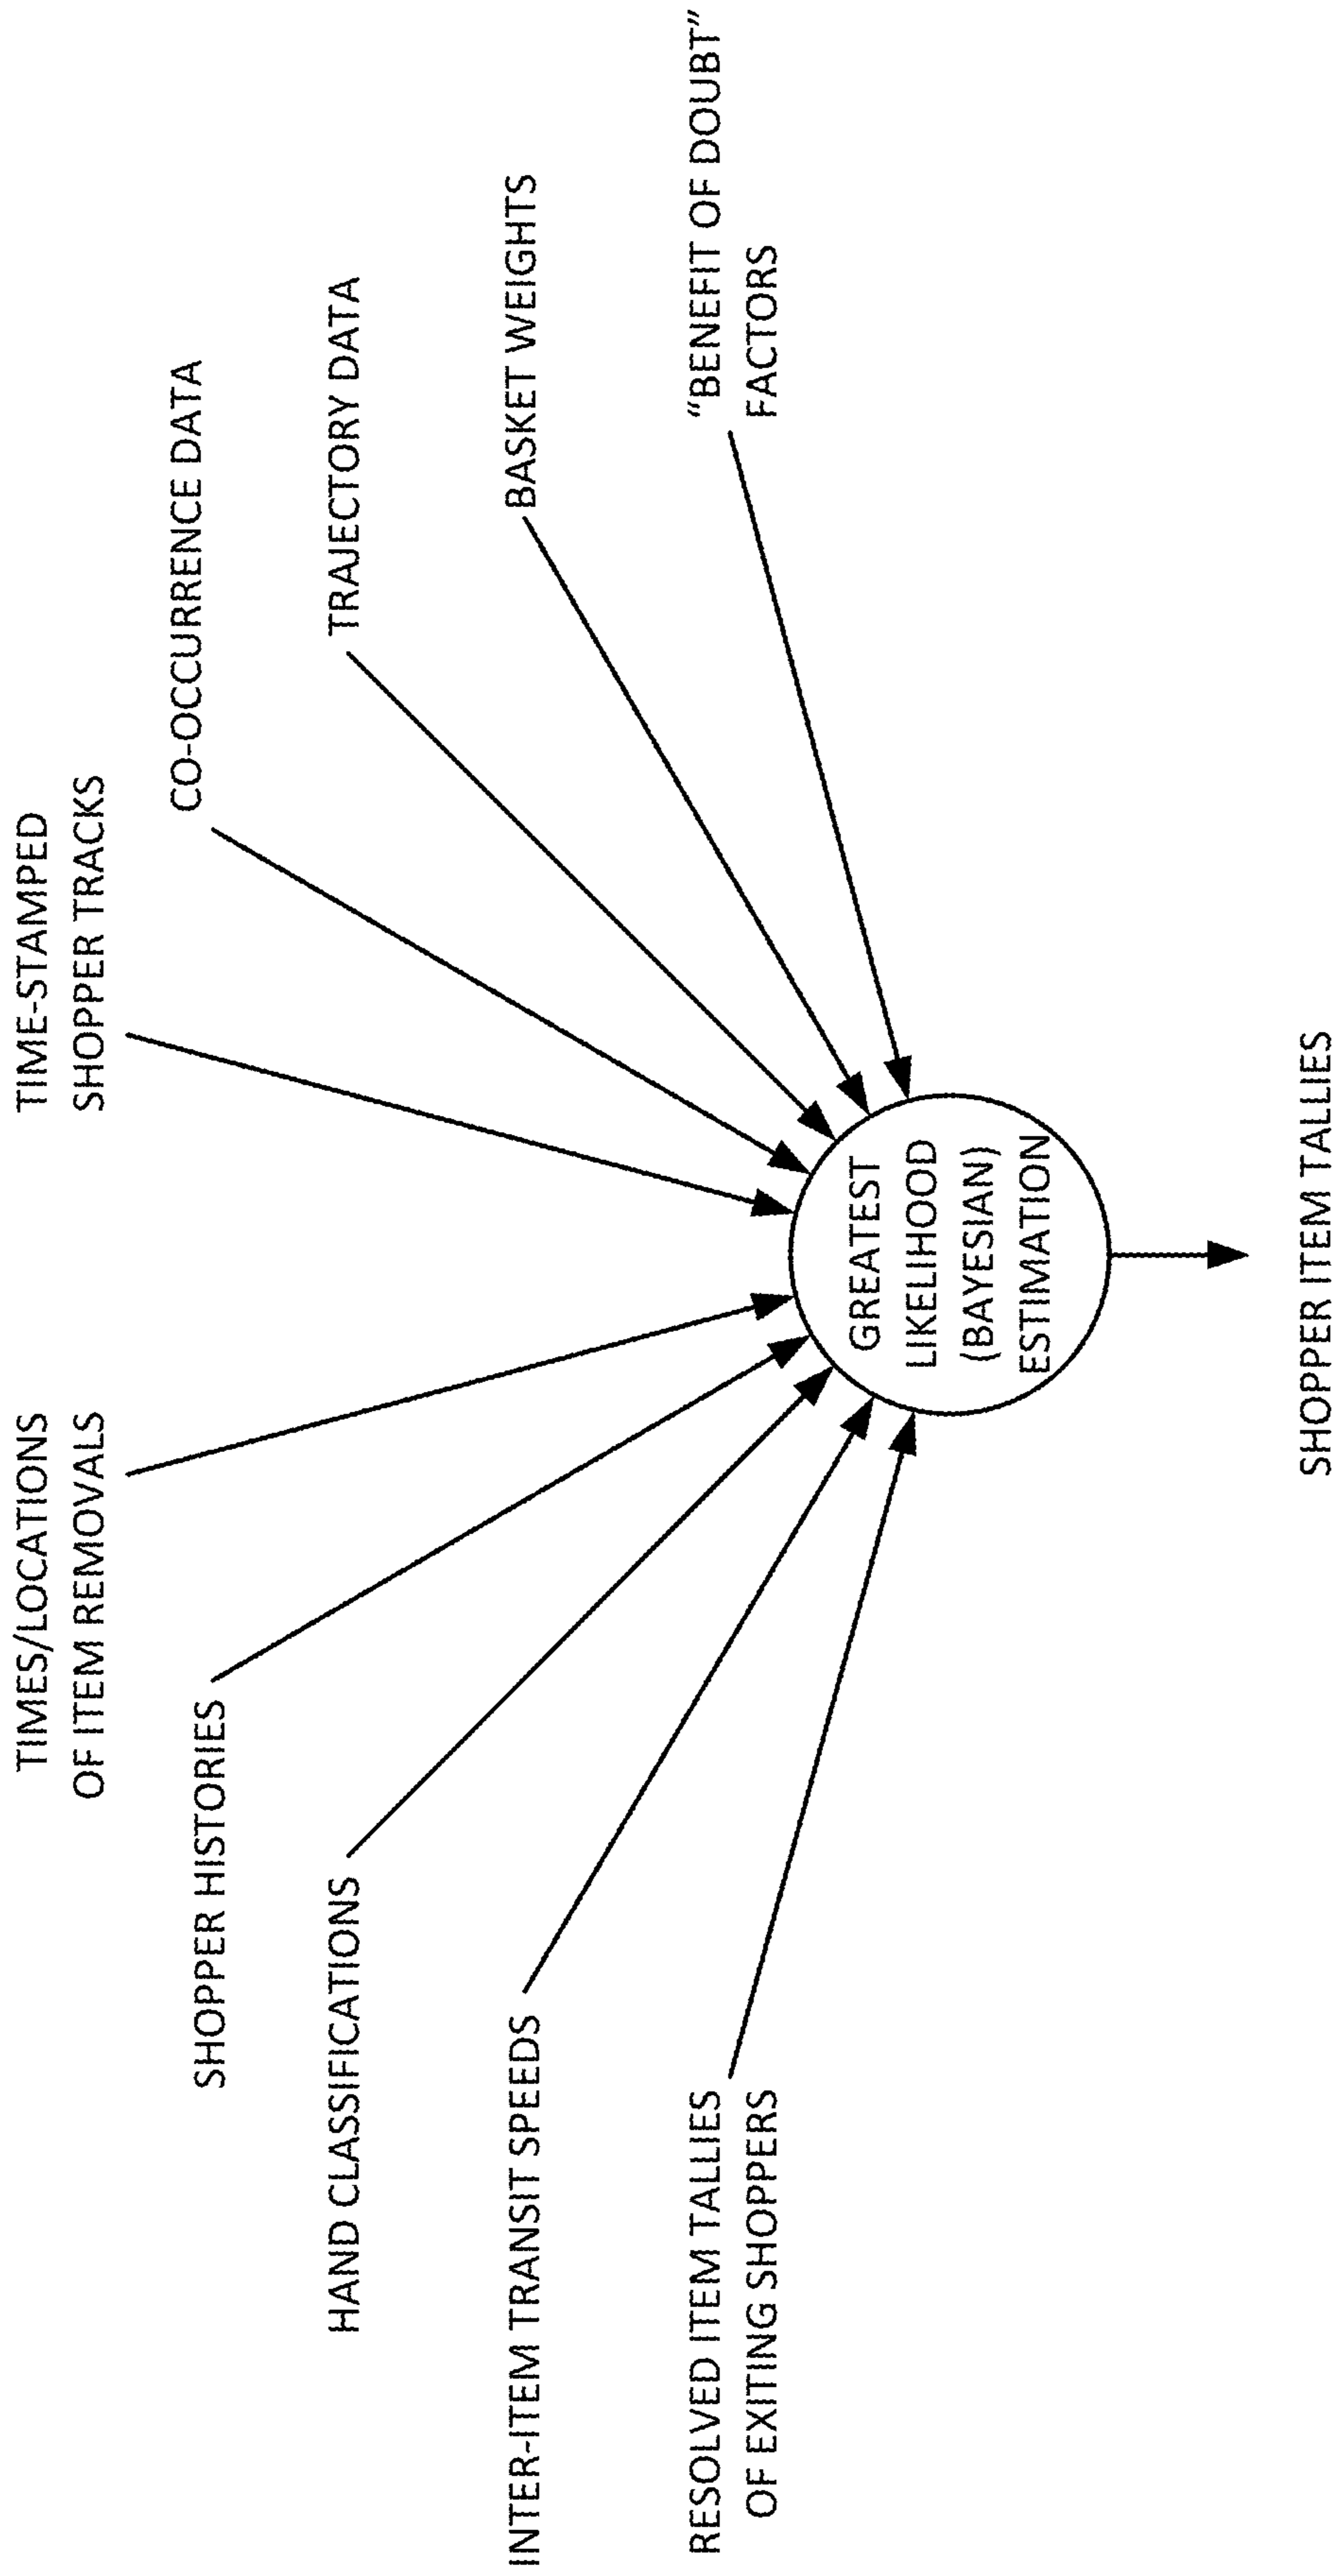 TIMES/LOCATIONS
OF ITEM REMOVALS
TIME-STAMPED
SHOPPER TRACKS
SHOPPER HISTORIES
CO-OCCURRENCE DATA
HAND CLASSIFICATIONS
TRAJECTORY DATA
INTER-ITEM TRANSIT SPEEDS
BASKET WEIGHTS
RESOLVED ITEM TALLIES
OF EXITING SHOPPERS
“BENEFIT OF DOUBT”
FACTORS
GREATEST
LIKELIHOOD
(BAYESIAN)
ESTIMATION
SHOPPER ITEM TALLIES